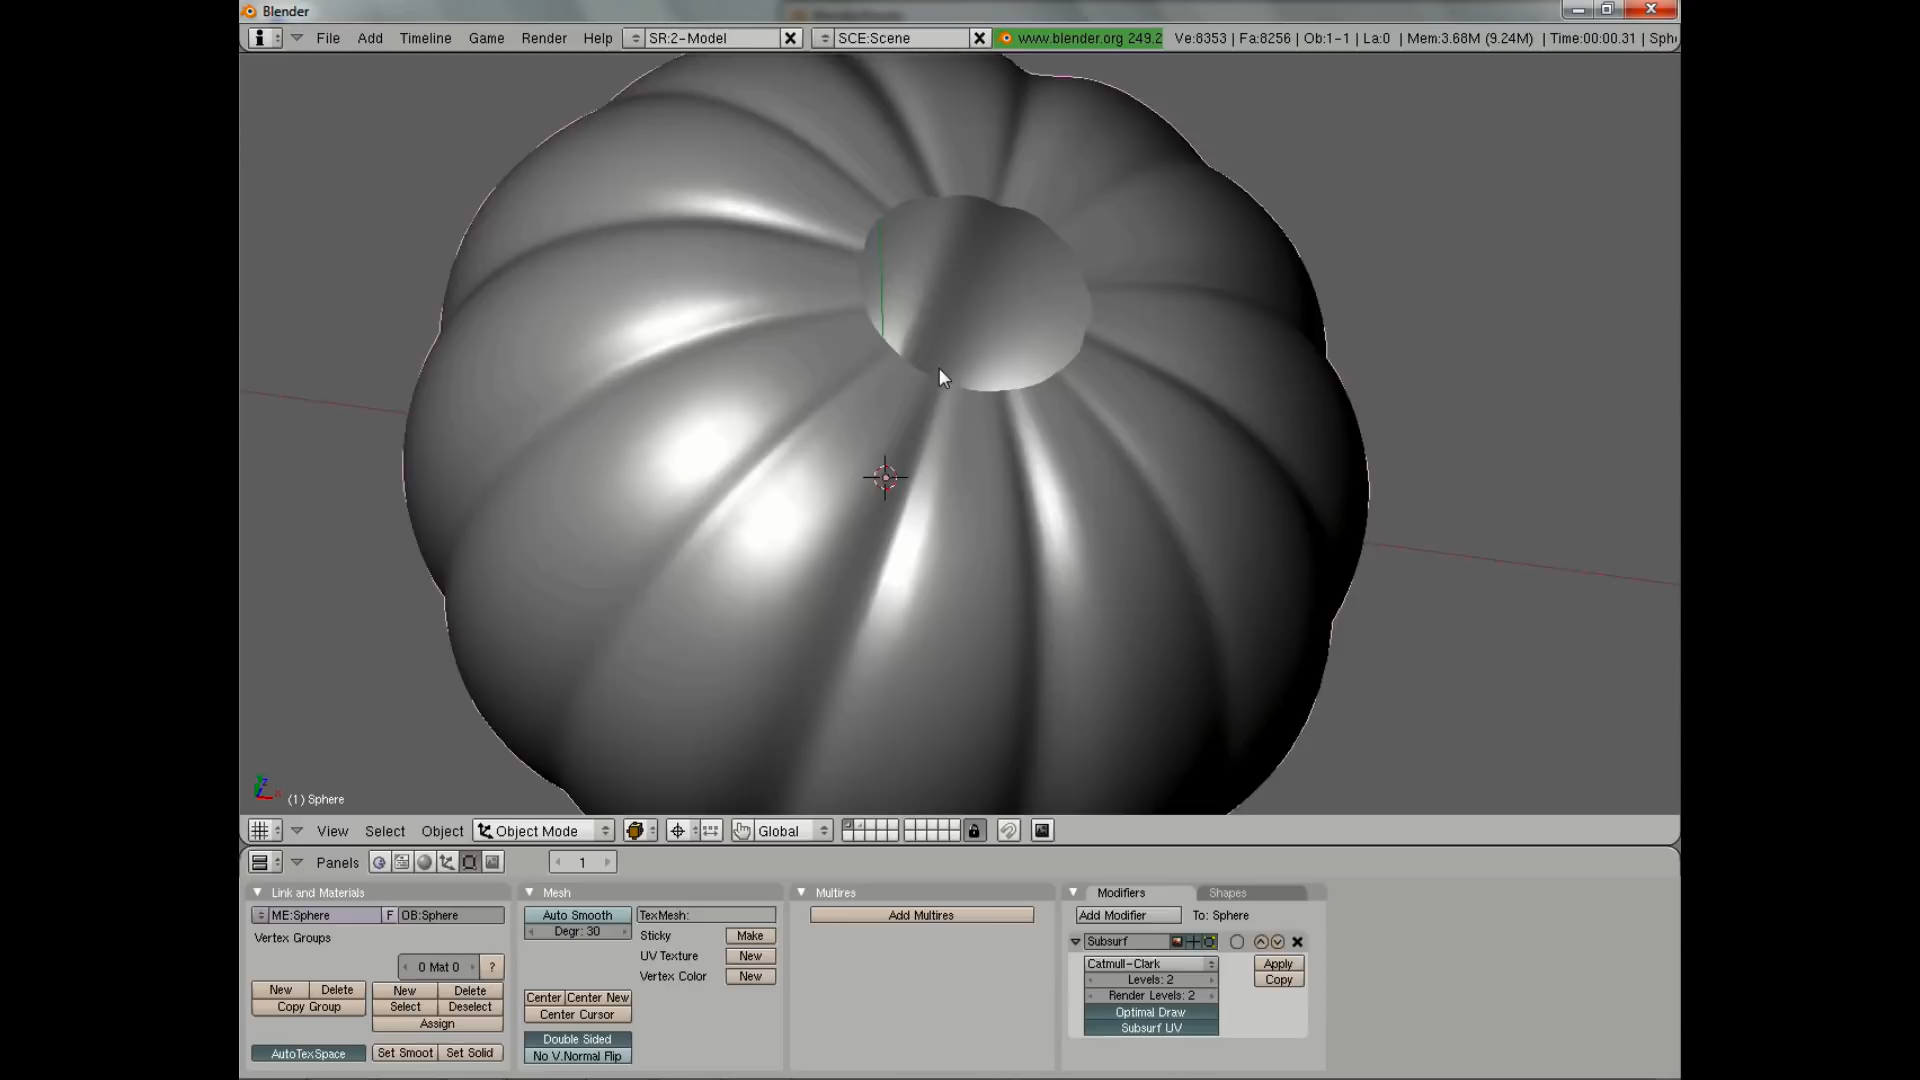 Blender
File Add Timeline Game Render Help SR:2-Model SCE:Scene www.blender.org 249.2 Ve:8353 | Fa:8256 | Ob:1-1 | La:0 | Mem:3.68M (9.24M) | Time:00:00.31 | Sph
(1) Sphere
View Select Object Object Mode Global
Panels 1
Link and Materials
ME:Sphere F OB:Sphere
Vertex Groups
0 Mat 0 ?
New Delete New Delete
Copy Group Select Deselect
Assign
AutoTexSpace Set Smoot Set Solid
Mesh
Auto Smooth TexMesh:
Degr: 30
Sticky Make
UV Texture New
Vertex Color New
Center Center New
Center Cursor
Double Sided
No V.Normal Flip
Multires
Add Multires
Modifiers Shapes
Add Modifier To: Sphere
Subsurf
Catmull-Clark Apply
Levels: 2 Copy
Render Levels: 2
Optimal Draw
Subsurf UV